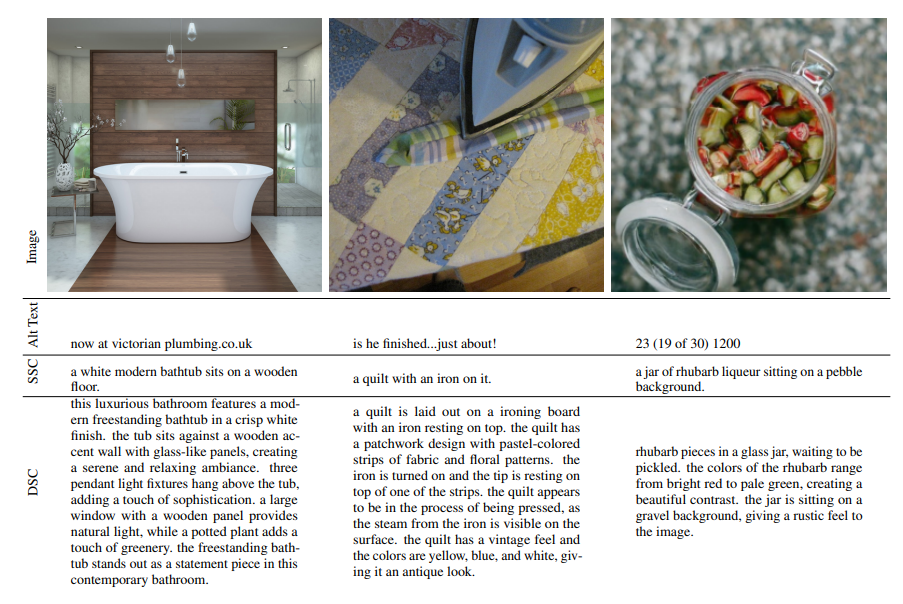 Image
Alt Text
now at victorian plumbing.co.uk
is he finished...just about!
23 (19 of 30) 1200
SSC
a white modern bathtub sits on a wooden
floor.
a quilt with an iron on it.
a jar of rhubarb liqueur sitting on a pebble
background.
DSC
this luxurious bathroom features a mod-
ern freestanding bathtub in a crisp white
finish. the tub sits against a wooden ac-
cent wall with glass-like panels, creating
a serene and relaxing ambiance. three
pendant light fixtures hang above the tub,
adding a touch of sophistication. a large
window with a wooden panel provides
natural light, while a potted plant adds a
touch of greenery. the freestanding bath-
tub stands out as a statement piece in this
contemporary bathroom.
a quilt is laid out on a ironing board
with an iron resting on top. the quilt has
a patchwork design with pastel-colored
strips of fabric and floral patterns. the
iron is turned on and the tip is resting on
top of one of the strips. the quilt appears
to be in the process of being pressed, as
the steam from the iron is visible on the
surface. the quilt has a vintage feel and
the colors are yellow, blue, and white, giv-
ing it an antique look.
rhubarb pieces in a glass jar, waiting to be
pickled. the colors of the rhubarb range
from bright red to pale green, creating a
beautiful contrast. the jar is sitting on a
gravel background, giving a rustic feel to
the image.